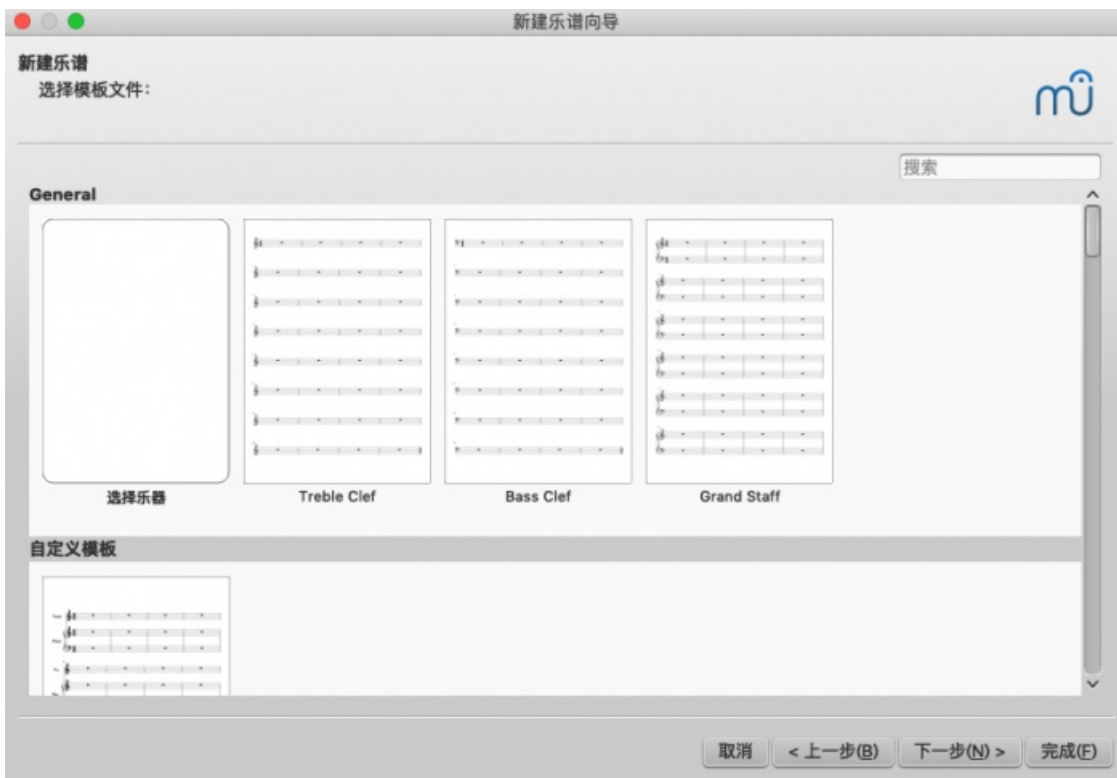 新建乐谱向导
新建乐谱
选择模板文件：
搜索
General
选择乐器
Treble Clef
Bass Clef
Grand Staff
自定义模板
取消
< 上一步(B)
下一步(N) >
完成(F)